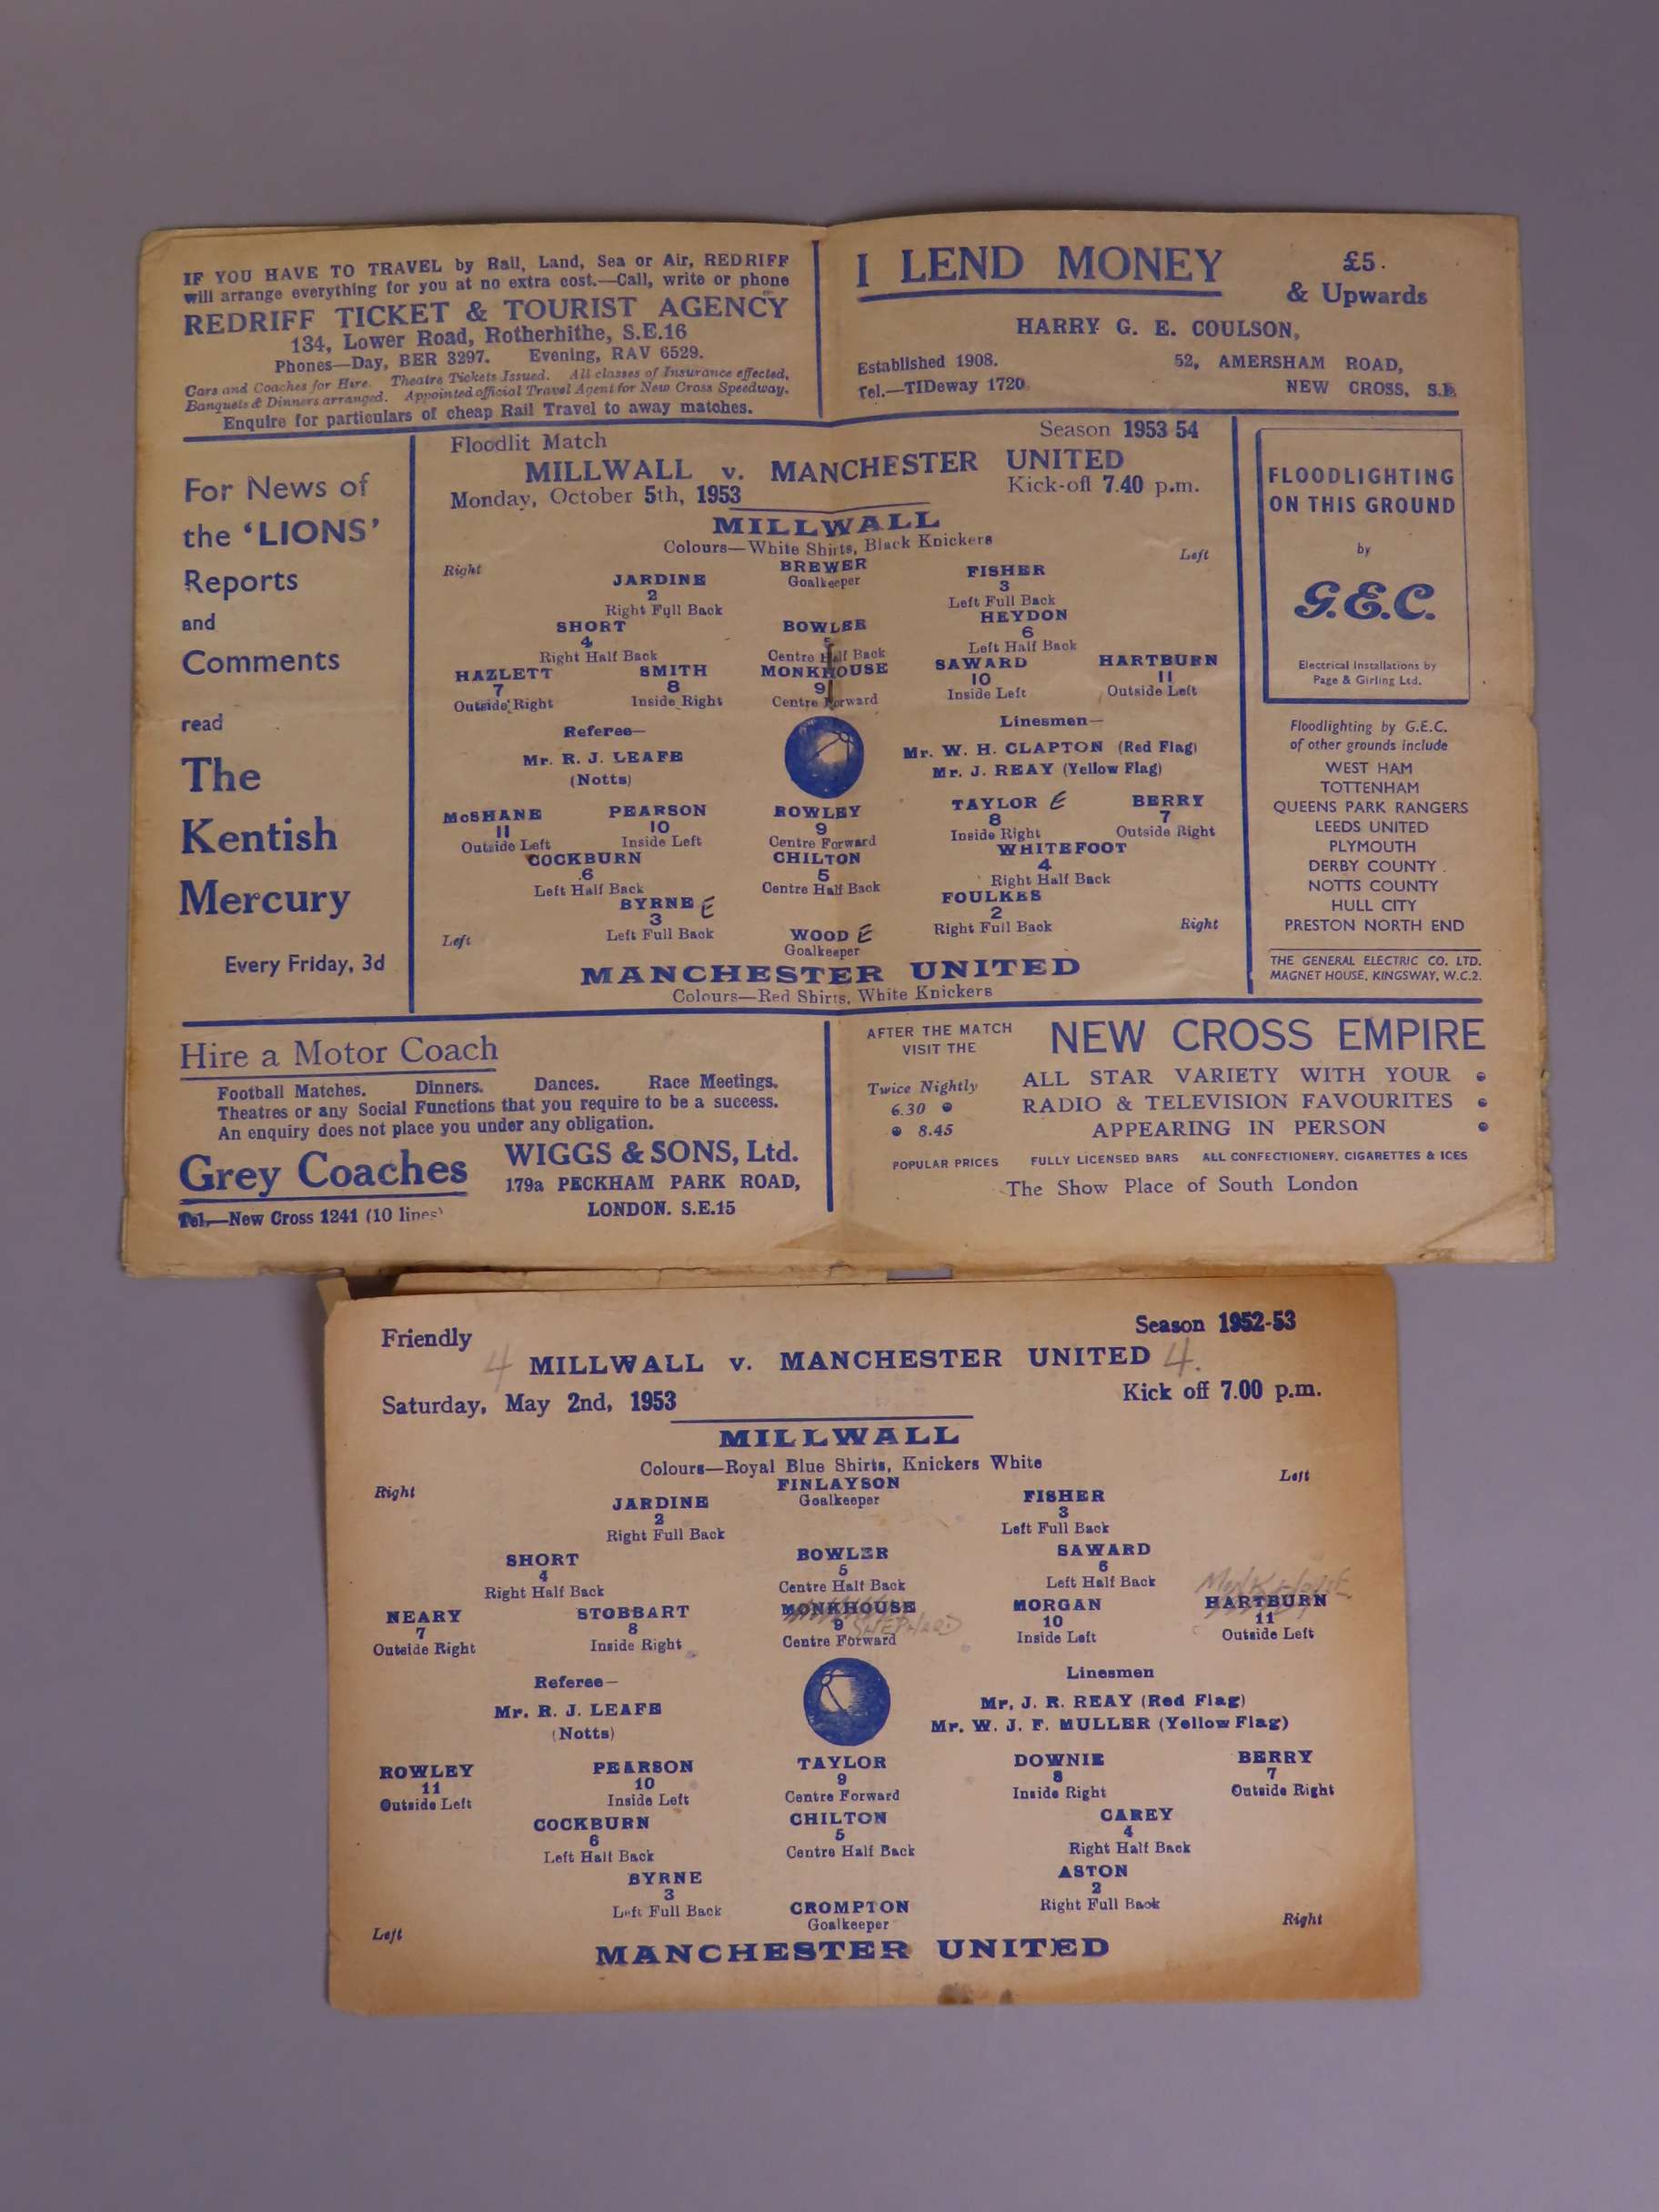 IF YOU HAVE TO TRAVEL by Rail, Land, Sea or Air, REDRIFF
will arrange everything for you at no extra cost.—Call, write or phone
REDRIFF TICKET & TOURIST AGENCY
134, Lower Road, Rotherhithe, S.E.16
Phones—Day, BER 3297. Evening, RAV 6529.
Cars and Coaches for Hire. Theatre Tickets Issued. All classes of Insurance effected.
Banquets & Dinners arranged. Appointed official Travel Agent for New Cross Speedway.
Enquire for particulars of cheap Rail Travel to away matches.
I LEND MONEY £5.
& Upwards
HARRY G. E. COULSON,
Established 1908. 52, AMERSHAM ROAD,
Tel.—TIDeway 1720 NEW CROSS, S.E.
For News of
the ‘LIONS’
Reports
and
Comments
read
The
Kentish
Mercury
Every Friday, 3d
Floodlit Match Season 1953 54
MILLWALL v. MANCHESTER UNITED
Monday, October 5th, 1953 Kick-off 7.40 p.m.
MILLWALL
Colours—White Shirts, Black Knickers
Right Left
BREWER
Goalkeeper
JARDINE FISHER
2 3
Right Full Back Left Full Back
SHORT BOWLER HEYDON
4 5 6
Right Half Back Centre Half Back Left Half Back
HAZLETT SMITH MONKHOUSE SAWARD HARTBURN
7 8 9 10 11
Outside Right Inside Right Centre Forward Inside Left Outside Left
Referee— Linesmen—
Mr. R. J. LEAFE Mr. W. H. CLAPTON (Red Flag)
(Notts) Mr. J. REAY (Yellow Flag)
McSHANE PEARSON ROWLEY TAYLOR E BERRY
11 10 9 8 7
Outside Left Inside Left Centre Forward Inside Right Outside Right
COCKBURN CHILTON WHITEFOOT
6 5 4
Left Half Back Centre Half Back Right Half Back
BYRNE E FOULKES
3 2
Left Full Back Right Full Back
WOOD E
Goalkeeper
Left Right
MANCHESTER UNITED
Colours—Red Shirts, White Knickers
FLOODLIGHTING
ON THIS GROUND
by
G.E.C.
Electrical Installations by
Page & Girling Ltd.
Floodlighting by G.E.C.
of other grounds include
WEST HAM
TOTTENHAM
QUEENS PARK RANGERS
LEEDS UNITED
PLYMOUTH
DERBY COUNTY
NOTTS COUNTY
HULL CITY
PRESTON NORTH END
THE GENERAL ELECTRIC CO. LTD.
MAGNET HOUSE, KINGSWAY, W.C.2.
Hire a Motor Coach
Football Matches. Dinners. Dances. Race Meetings.
Theatres or any Social Functions that you require to be a success.
An enquiry does not place you under any obligation.
Grey Coaches WIGGS & SONS, Ltd.
179a PECKHAM PARK ROAD,
LONDON. S.E.15
Tel.—New Cross 1241 (10 lines)
AFTER THE MATCH
VISIT THE
NEW CROSS EMPIRE
Twice Nightly
6.30
8.45
ALL STAR VARIETY WITH YOUR
RADIO & TELEVISION FAVOURITES
APPEARING IN PERSON
POPULAR PRICES FULLY LICENSED BARS ALL CONFECTIONERY, CIGARETTES & ICES
The Show Place of South London
Friendly Season 1952-53
4 MILLWALL v. MANCHESTER UNITED 4.
Saturday, May 2nd, 1953 Kick off 7.00 p.m.
MILLWALL
Colours—Royal Blue Shirts, Knickers White
Right Left
FINLAYSON
Goalkeeper
JARDINE FISHER
2 3
Right Full Back Left Full Back
SHORT BOWLER SAWARD
4 5 6
Right Half Back Centre Half Back Left Half Back
MONKHOUSE
NEARY STOBBART MONKHOUSE MORGAN HARTBURN
7 8 9 SHEPHARD 10 11
Outside Right Inside Right Centre Forward Inside Left Outside Left
Referee— Linesmen
Mr. R. J. LEAFE Mr. J. R. REAY (Red Flag)
(Notts) Mr. W. J. F. MULLER (Yellow Flag)
ROWLEY PEARSON TAYLOR DOWNIE BERRY
11 10 9 8 7
Outside Left Inside Left Centre Forward Inside Right Outside Right
COCKBURN CHILTON CAREY
6 5 4
Left Half Back Centre Half Back Right Half Back
BYRNE ASTON
3 2
Left Full Back Right Full Back
CROMPTON
Goalkeeper
Left Right
MANCHESTER UNITED